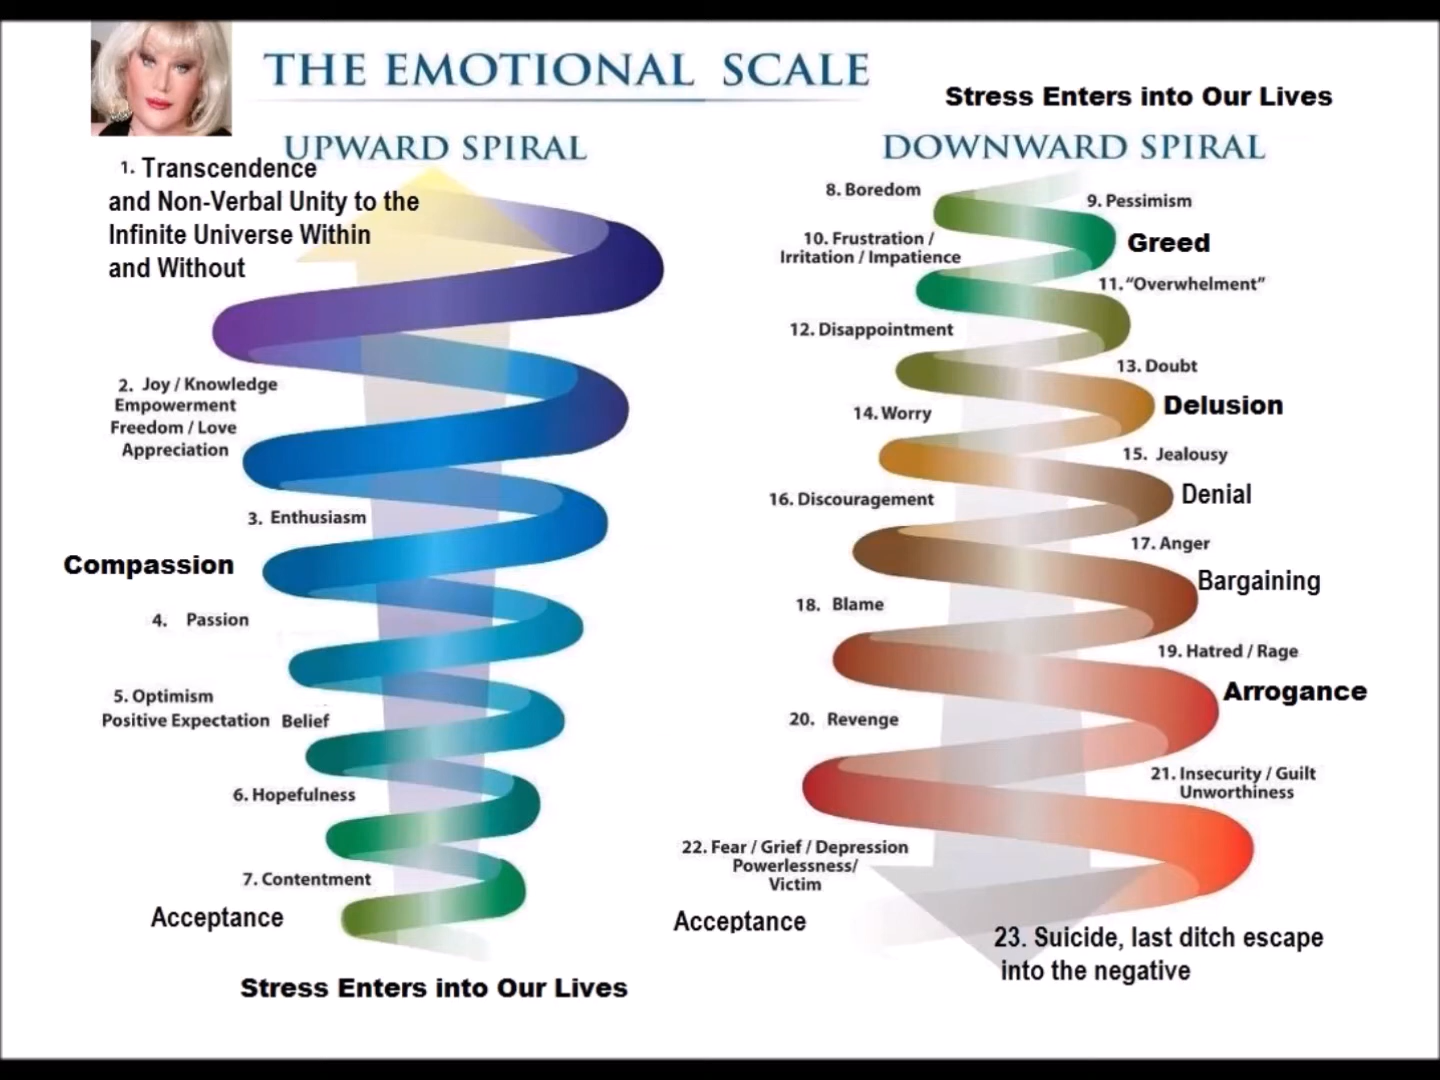 THE EMOTIONAL SCALE
UPWARD SPIRAL
1. Transcendence
and Non-Verbal Unity to the
Infinite Universe Within
and Without
2. Joy / Knowledge
Empowerment
Freedom / Love
Appreciation
3. Enthusiasm
Compassion
4. Passion
5. Optimism
Positive Expectation Belief
6. Hopefulness
7. Contentment
Acceptance
Stress Enters into Our Lives
Stress Enters into Our Lives
DOWNWARD SPIRAL
8. Boredom
9. Pessimism
Greed
10. Frustration /
Irritation / Impatience
11. “Overwhelment”
12. Disappointment
13. Doubt
Delusion
14. Worry
15. Jealousy
Denial
16. Discouragement
17. Anger
Bargaining
18. Blame
19. Hatred / Rage
Arrogance
20. Revenge
21. Insecurity / Guilt
Unworthiness
22. Fear / Grief / Depression
Powerlessness/
Victim
Acceptance
23. Suicide, last ditch escape
into the negative